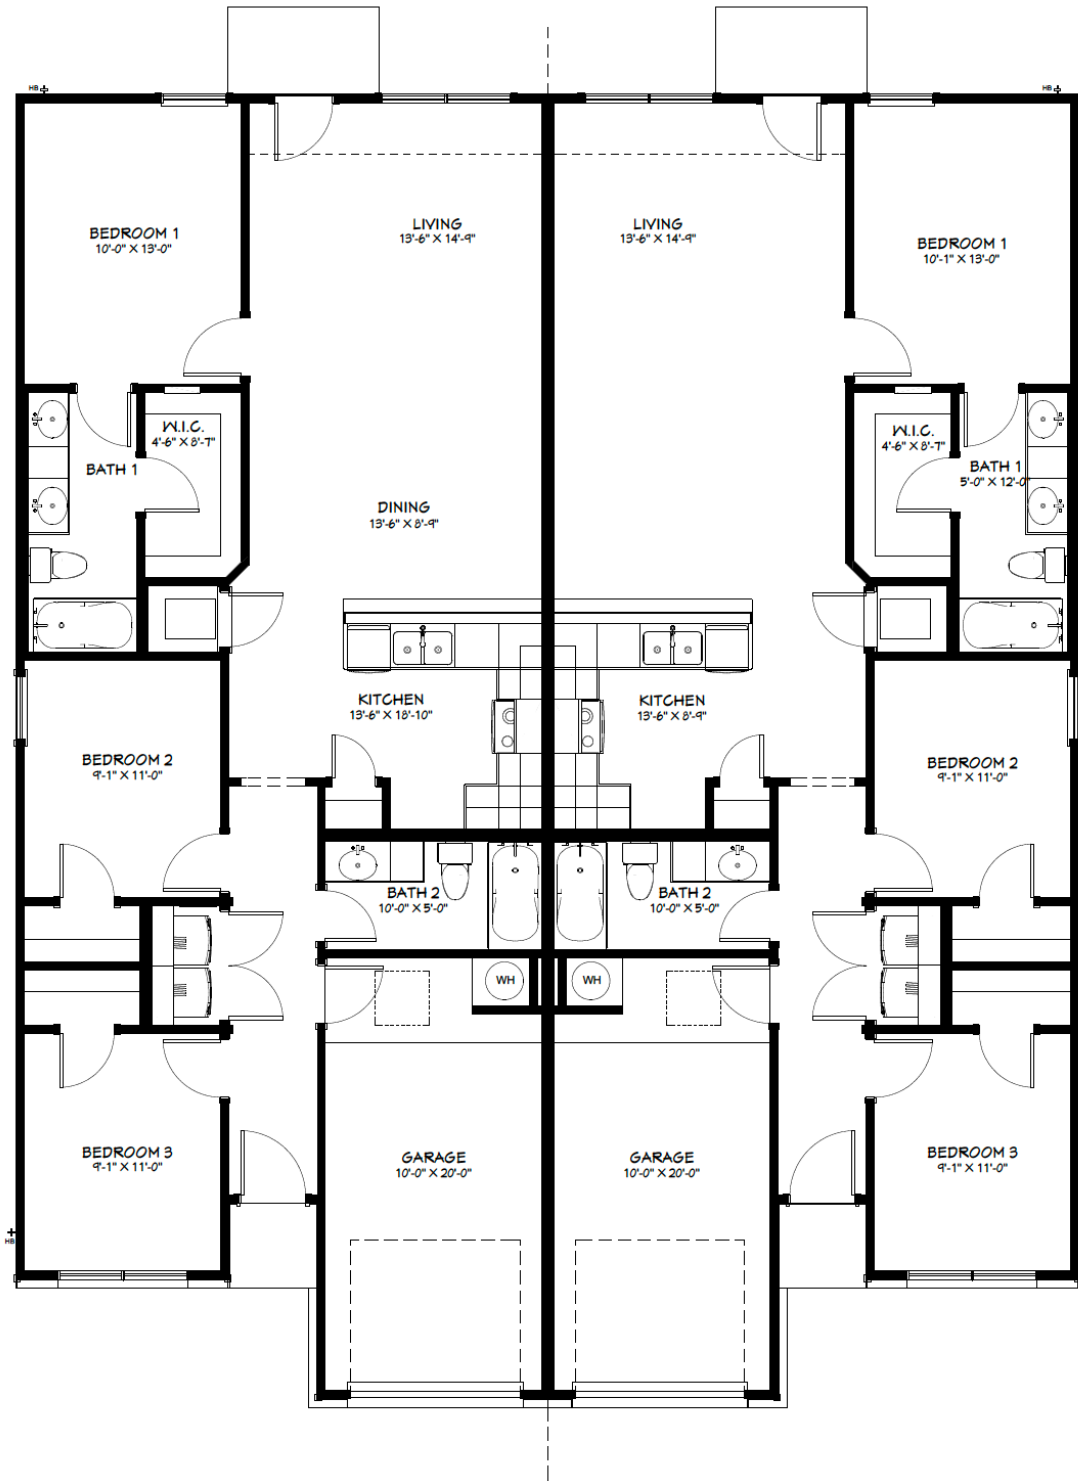 HB
HB
LIVING
13'-6" X 14'-9"
LIVING
13'-6" X 14'-9"
BEDROOM 1
10'-0" X 13'-0"
BEDROOM 1
10'-1" X 13'-0"
W.I.C.
4'-6" X 8'-7"
W.I.C.
4'-6" X 8'-7"
BATH 1
BATH 1
5'-0" X 12'-0"
DINING
13'-6" X 8'-9"
KITCHEN
13'-6" X 18'-10"
KITCHEN
13'-6" X 8'-9"
BEDROOM 2
9'-1" X 11'-0"
BEDROOM 2
9'-1" X 11'-0"
BATH 2
10'-0" X 5'-0"
BATH 2
10'-0" X 5'-0"
WH
WH
BEDROOM 3
9'-1" X 11'-0"
GARAGE
10'-0" X 20'-0"
GARAGE
10'-0" X 20'-0"
BEDROOM 3
9'-1" X 11'-0"
HB